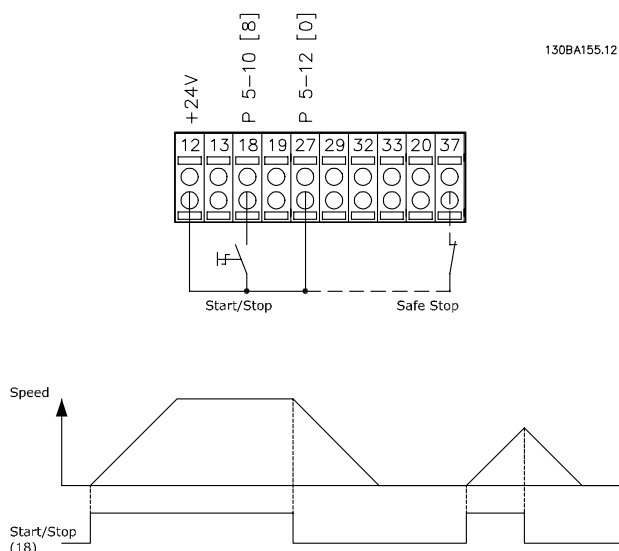 130BA155.12
+24V
P 5-10 [8]
P 5-12 [0]
12 13 18 19 27 29 32 33 20 37
Start/Stop
Safe Stop
Speed
Start/Stop
(18)